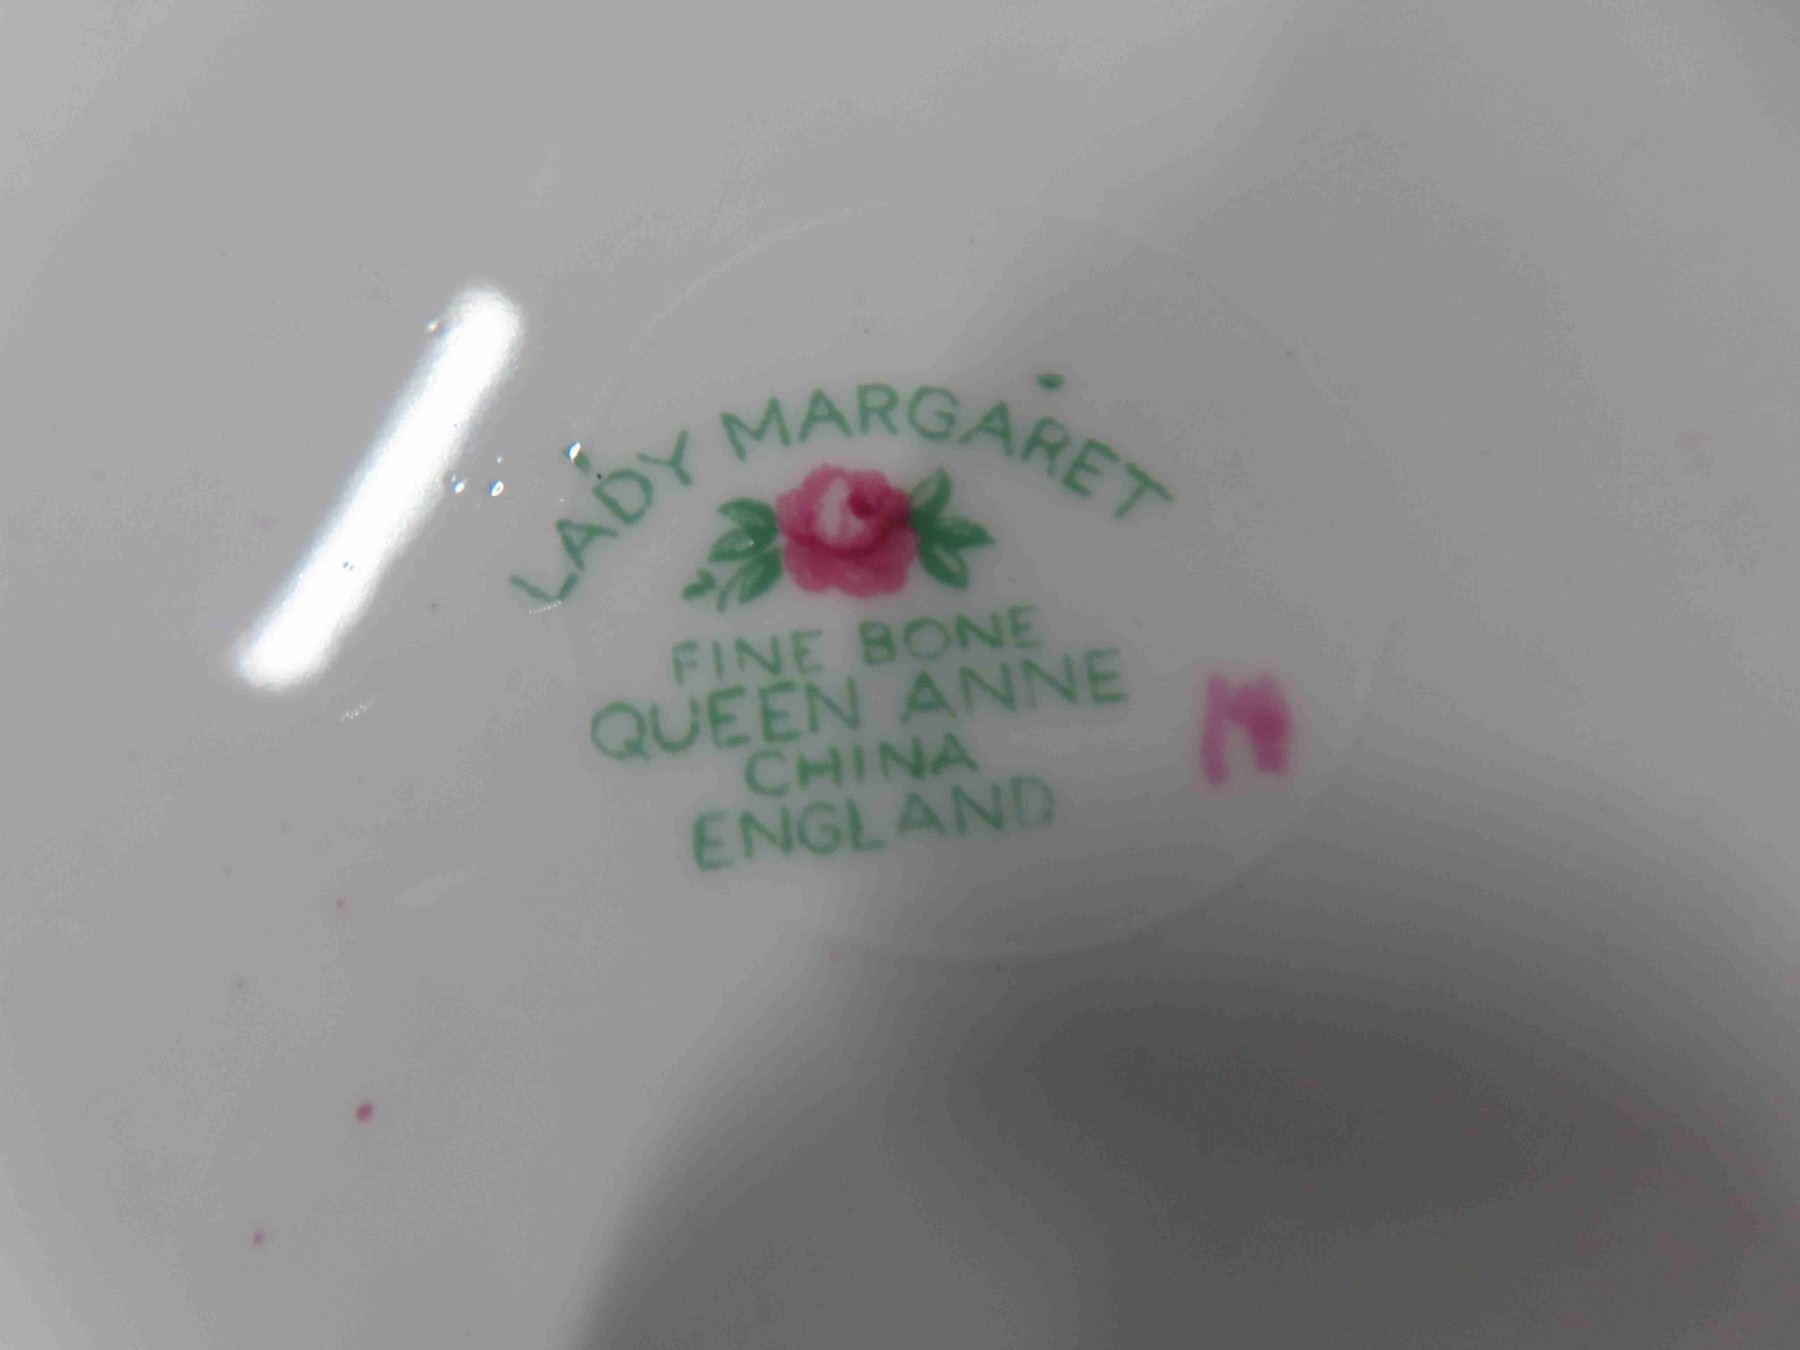 LADY MARGARET
FINE BONE
QUEEN ANNE
CHINA
ENGLAND
M